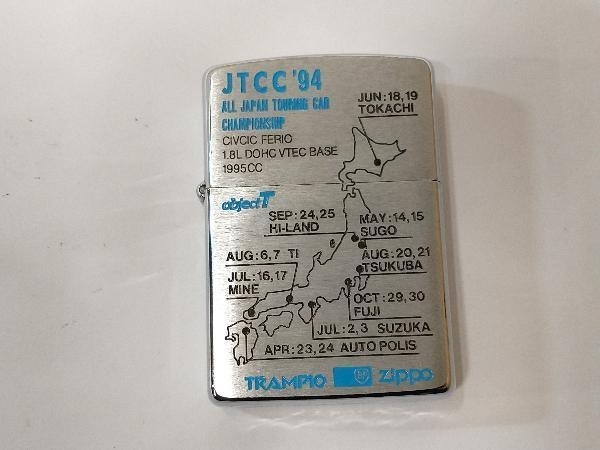 JTCC '94
ALL JAPAN TOURING CAR
CHAMPIONSHIP
CIVCIC FERIO
1.8L DOHC VTEC BASE
1995CC
JUN:18,19
TOKACHI
objecT
SEP:24,25
HI-LAND
MAY:14,15
SUGO
AUG:6,7 TI
AUG:20,21
TSUKUBA
JUL:16,17
MINE
OCT:29,30
FUJI
JUL:2,3 SUZUKA
APR:23,24 AUTO POLIS
TRAMPIO
Zippo